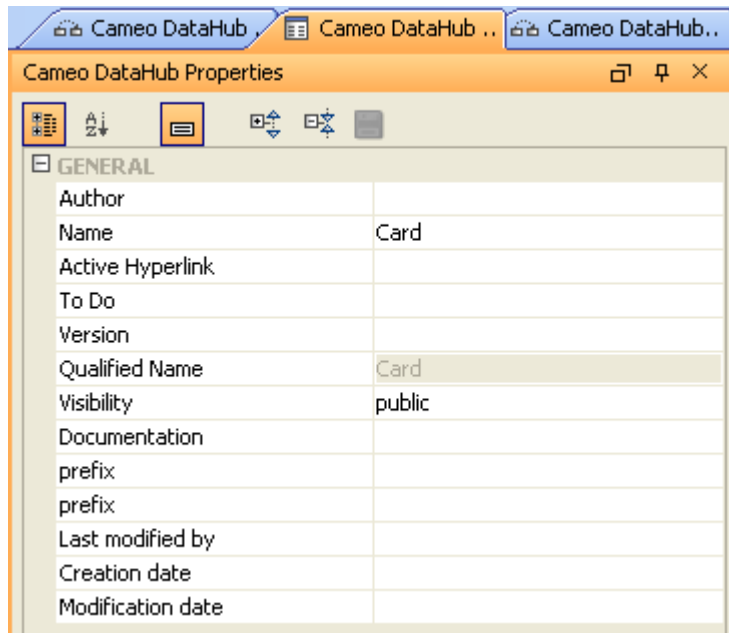 Cameo DataHub Cameo DataHub .. Cameo DataHub..
Cameo DataHub Properties
GENERAL
Author
Name Card
Active Hyperlink
To Do
Version
Qualified Name Card
Visibility public
Documentation
prefix
prefix
Last modified by
Creation date
Modification date